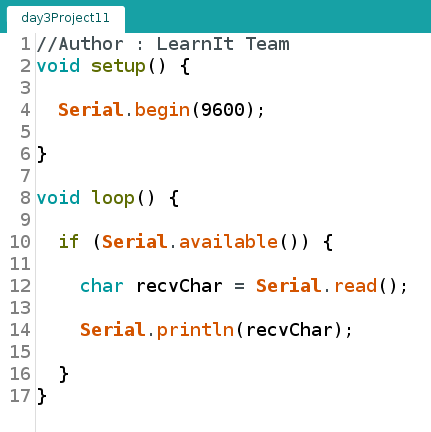 day3Project11
1 //Author : LearnIt Team
2 void setup() {
3
4   Serial.begin(9600);
5
6 }
7
8 void loop() {
9
10   if (Serial.available()) {
11
12     char recvChar = Serial.read();
13
14     Serial.println(recvChar);
15
16   }
17 }